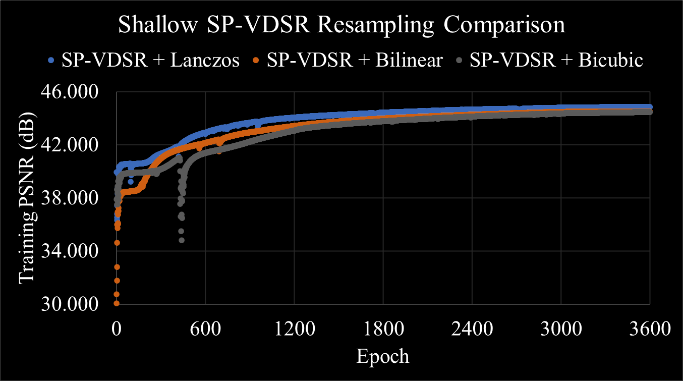 Shallow SP-VDSR Resampling Comparison
SP-VDSR + Lanczos SP-VDSR + Bilinear SP-VDSR + Bicubic
Training PSNR (dB)
46.000
42.000
38.000
34.000
30.000
0 600 1200 1800 2400 3000 3600
Epoch